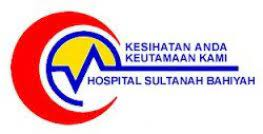 KESIHATAN ANDA
KEUTAMAAN KAMI
HOSPITAL SULTANAH BAHIYAH